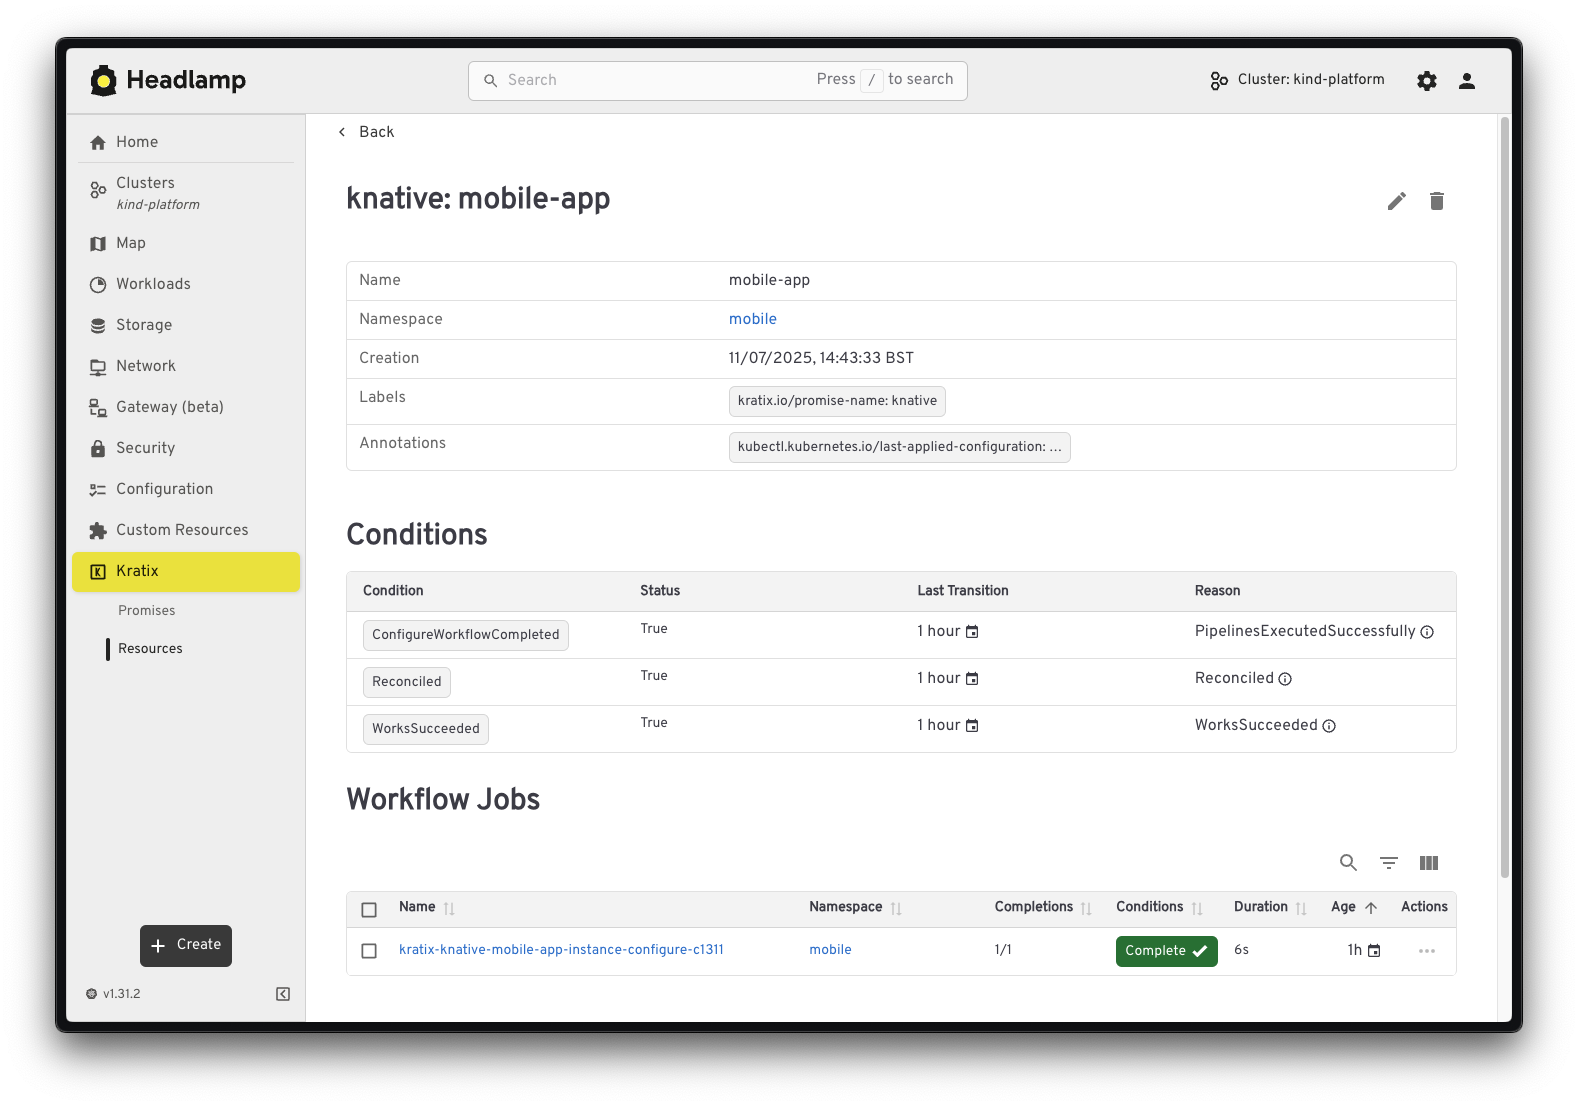 Headlamp
Search
Press / to search
Cluster: kind-platform
Home
Clusters
kind-platform
Map
Workloads
Storage
Network
Gateway (beta)
Security
Configuration
Custom Resources
Kratix
Promises
Resources
Create
v1.31.2
Back
knative: mobile-app
Name mobile-app
Namespace mobile
Creation 11/07/2025, 14:43:33 BST
Labels kratix.io/promise-name: knative
Annotations kubectl.kubernetes.io/last-applied-configuration: …
Conditions
Condition Status Last Transition Reason
ConfigureWorkflowCompleted True 1 hour PipelinesExecutedSuccessfully
Reconciled True 1 hour Reconciled
WorksSucceeded True 1 hour WorksSucceeded
Workflow Jobs
Name Namespace Completions Conditions Duration Age Actions
kratix-knative-mobile-app-instance-configure-c1311 mobile 1/1 Complete 6s 1h